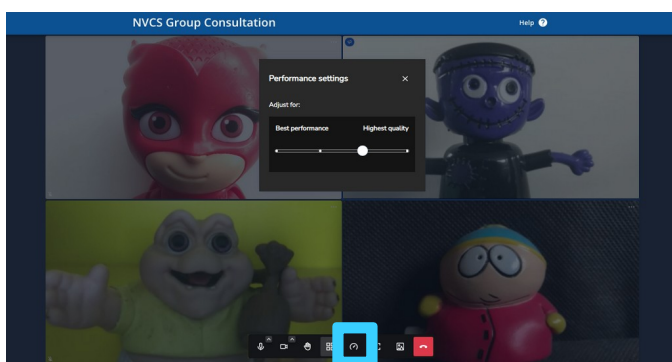 NVCS Group Consultation
Help ?
Performance settings
Adjust for:
Best performance Highest quality